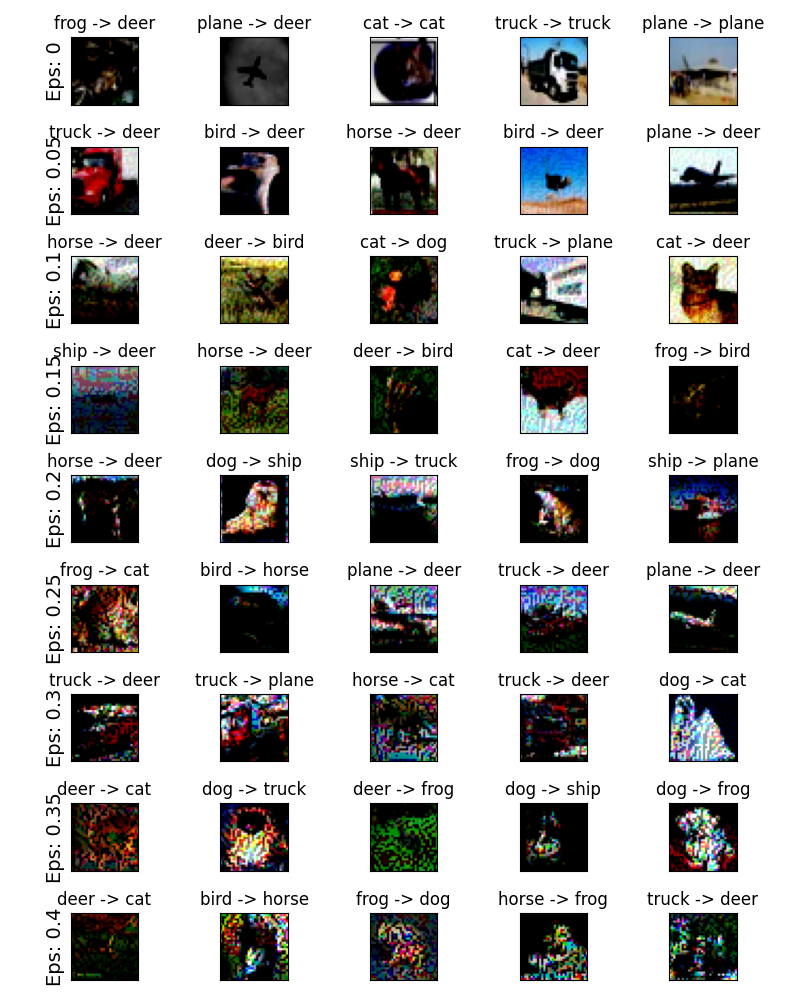 frog -> deer plane -> deer cat -> cat truck -> truck plane -> plane
Eps: 0
truck -> deer bird -> deer horse -> deer bird -> deer plane -> deer
Eps: 0.05
horse -> deer deer -> bird cat -> dog truck -> plane cat -> deer
Eps: 0.1
ship -> deer horse -> deer deer -> bird cat -> deer frog -> bird
Eps: 0.15
horse -> deer dog -> ship ship -> truck frog -> dog ship -> plane
Eps: 0.2
frog -> cat bird -> horse plane -> deer truck -> deer plane -> deer
Eps: 0.25
truck -> deer truck -> plane horse -> cat truck -> deer dog -> cat
Eps: 0.3
deer -> cat dog -> truck deer -> frog dog -> ship dog -> frog
Eps: 0.35
deer -> cat bird -> horse frog -> dog horse -> frog truck -> deer
Eps: 0.4